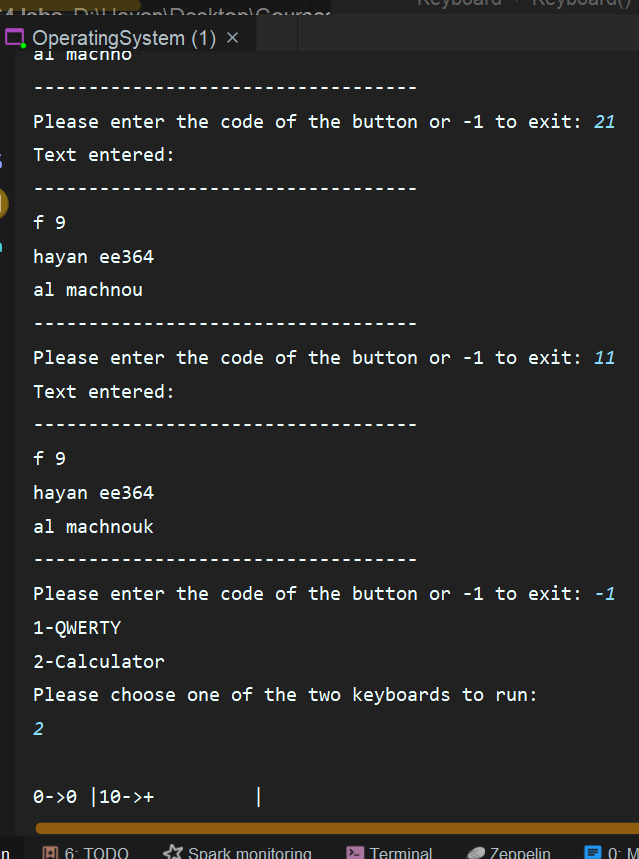 OperatingSystem (1) ×
al machno
-----------------------------------
Please enter the code of the button or -1 to exit: 21
Text entered:
-----------------------------------
f 9
hayan ee364
al machnou
-----------------------------------
Please enter the code of the button or -1 to exit: 11
Text entered:
-----------------------------------
f 9
hayan ee364
al machnouk
-----------------------------------
Please enter the code of the button or -1 to exit: -1
1-QWERTY
2-Calculator
Please choose one of the two keyboards to run:
2
0->0 |10->+ |
6: TODO Spark monitoring Terminal Zeppelin 0: M